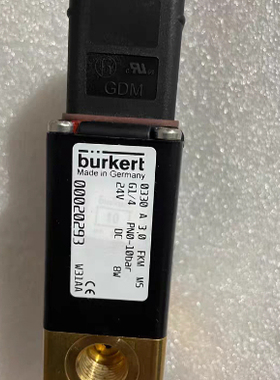 GDM
bürkert
Made in Germany
00020293
W31AA
0330 A 3.0 FKM MS
G1/4 PN0-10bar
24V DC 8W